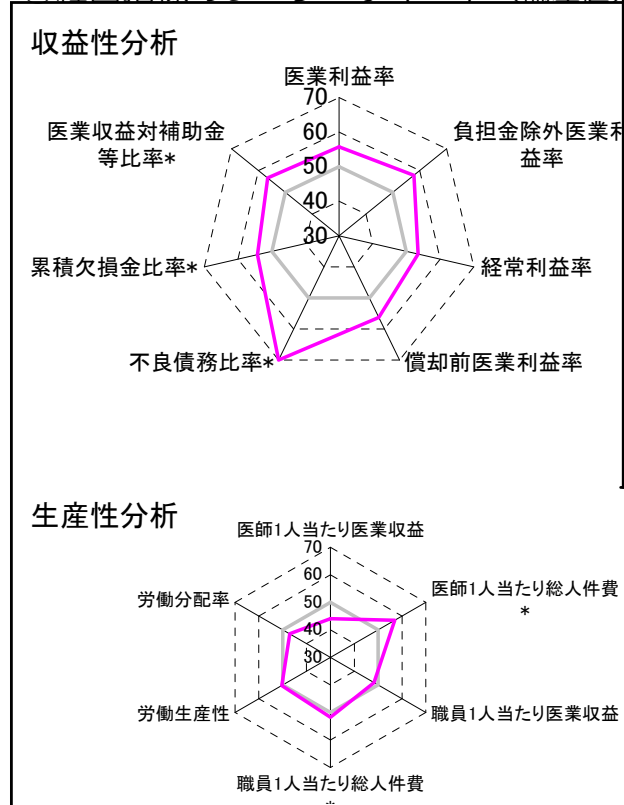 収益性分析
医業利益率
70
医業収益対補助金
等比率*
60
負担金除外医業利
益率
50
40
30
累積欠損金比率*
経常利益率
不良債務比率*
償却前医業利益率
生産性分析
医師1人当たり医業収益
70
60
労働分配率
医師1人当たり総人件費
*
50
40
30
労働生産性
職員1人当たり医業収益
職員1人当たり総人件費
*